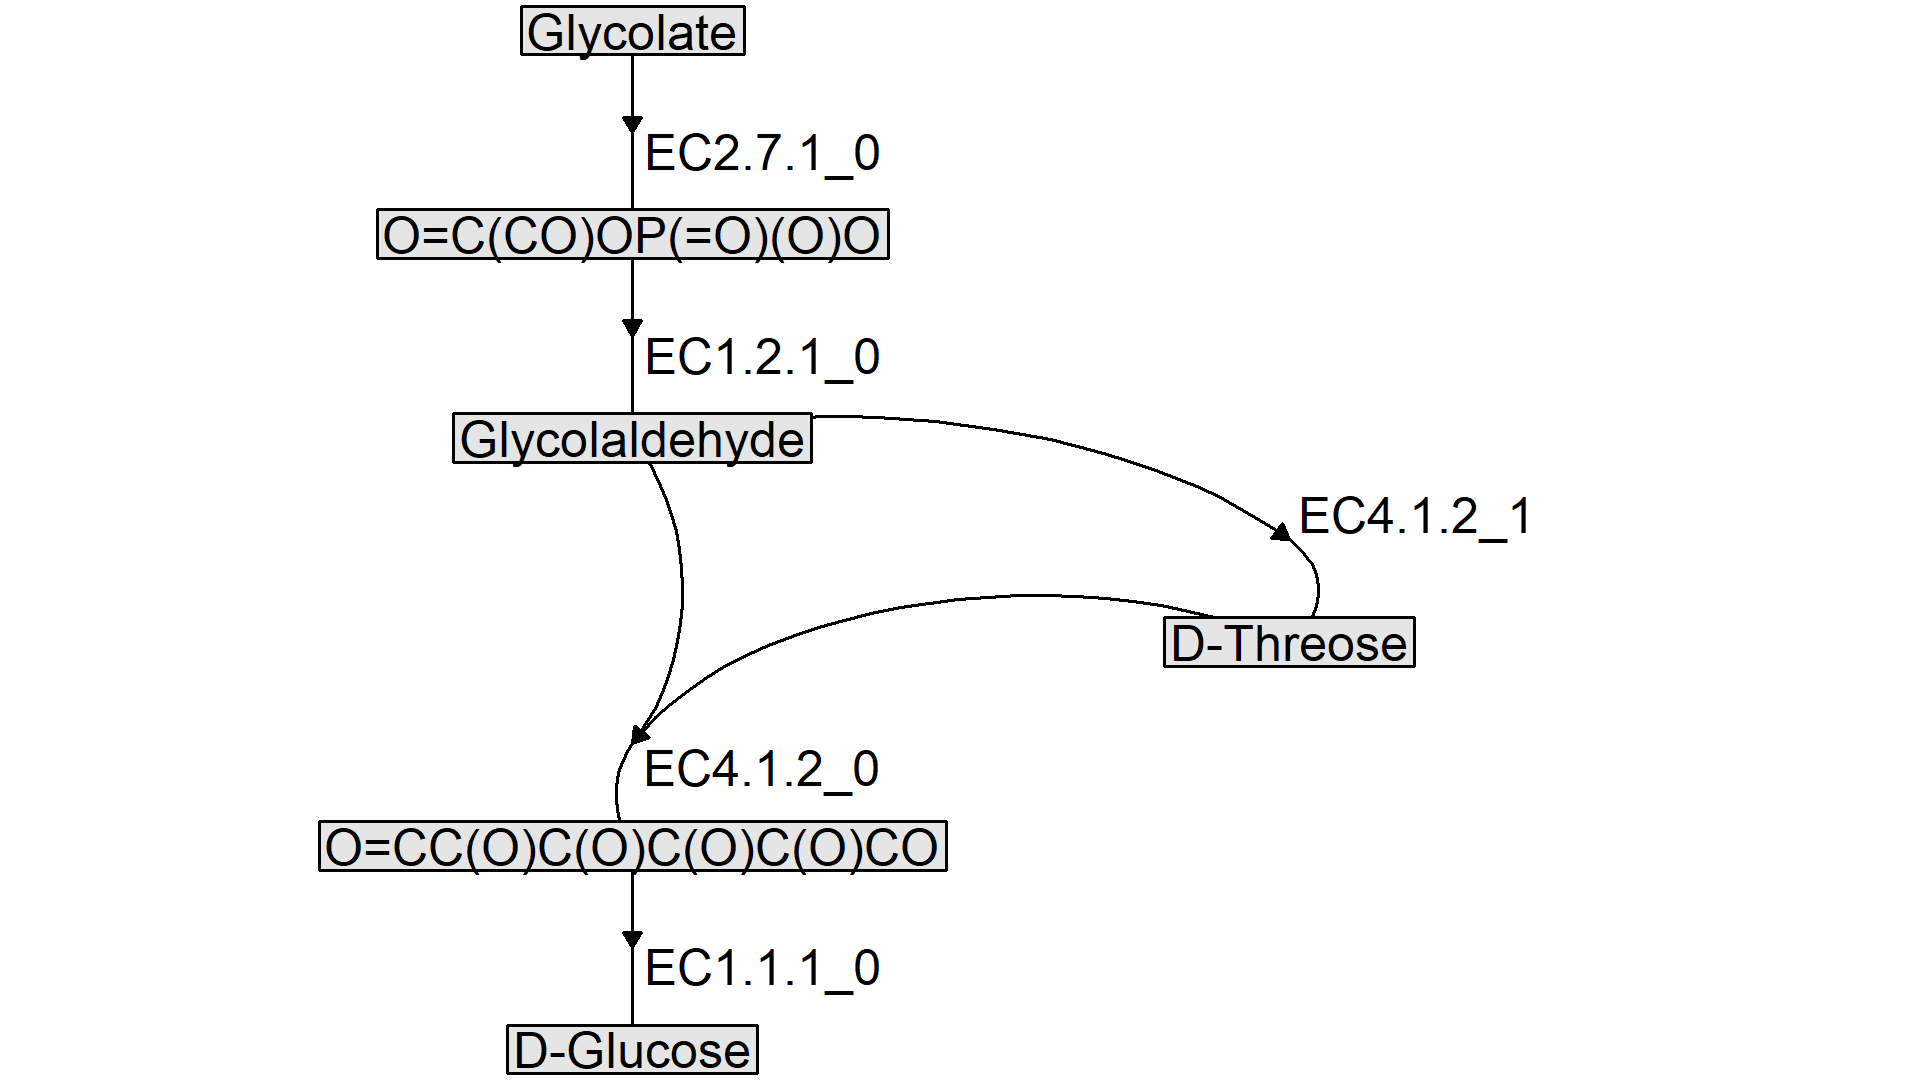 Glycolate
EC2.7.1_0
O=C(CO)OP(=O)(O)O
EC1.2.1_0
Glycolaldehyde
EC4.1.2_1
D-Threose
EC4.1.2_0
O=CC(O)C(O)C(O)C(O)CO
EC1.1.1_0
D-Glucose